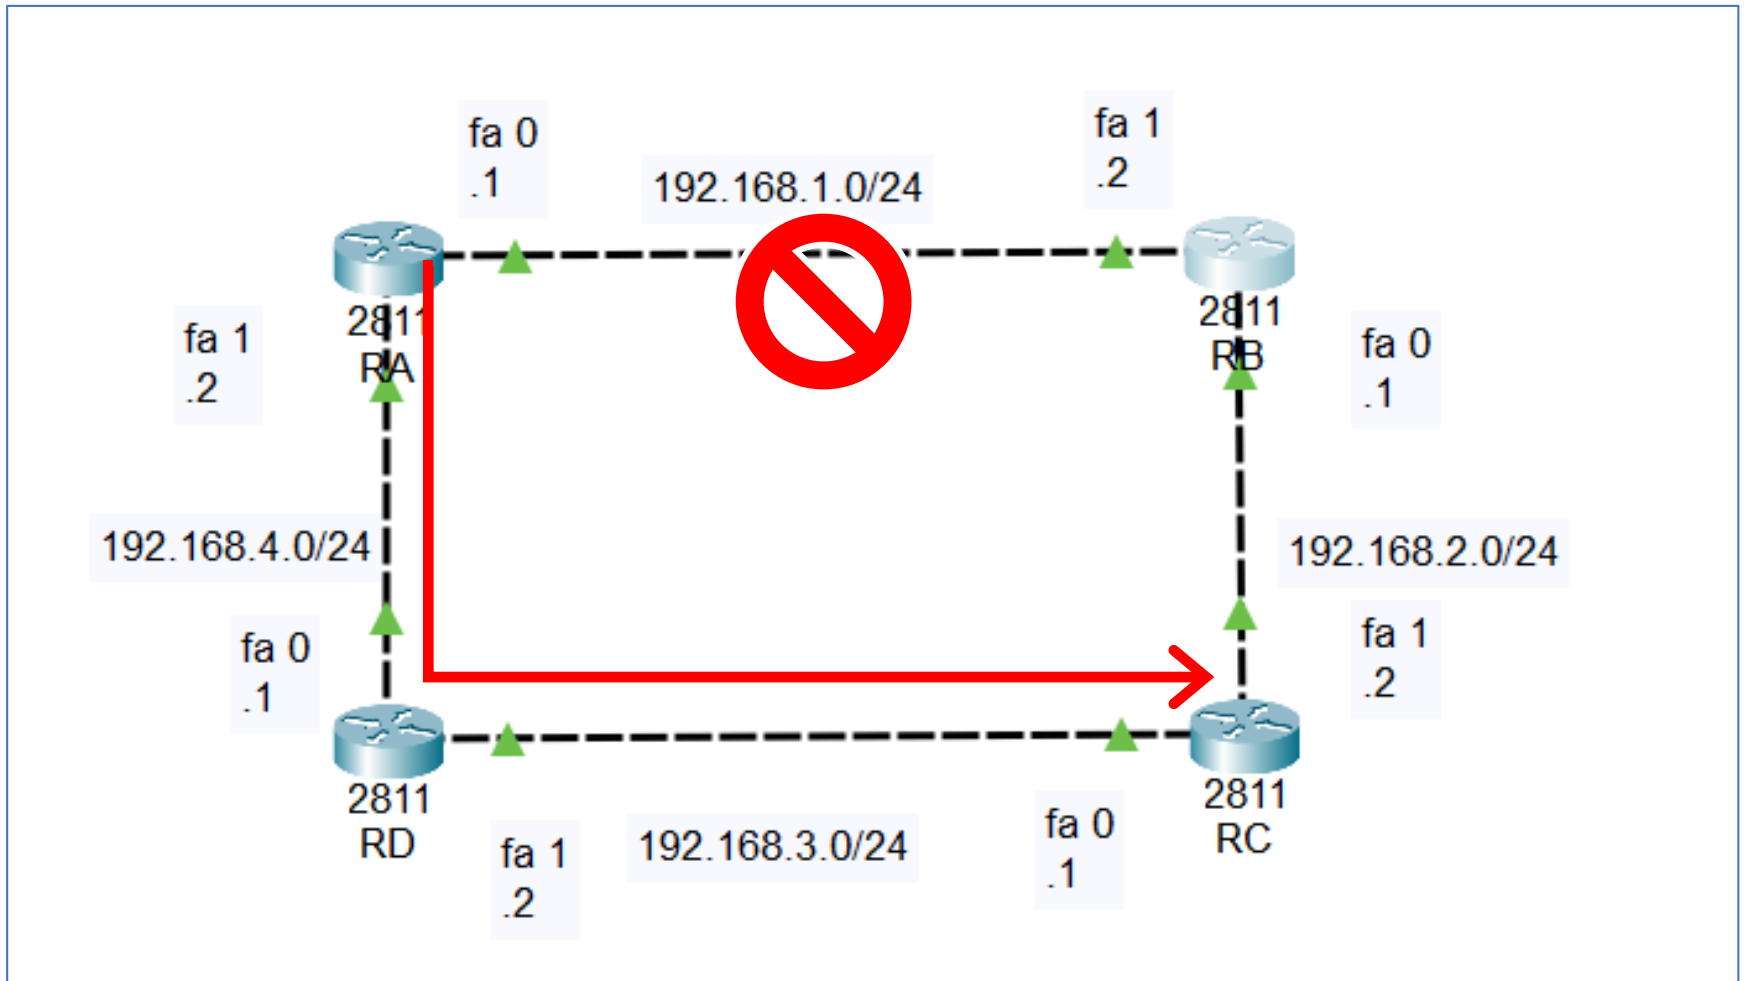 fa 0
.1
192.168.1.0/24
fa 1
.2
2811
RA
2811
RB
fa 1
.2
fa 0
.1
192.168.4.0/24
192.168.2.0/24
fa 0
.1
fa 1
.2
2811
RD
2811
RC
fa 1
.2
192.168.3.0/24
fa 0
.1